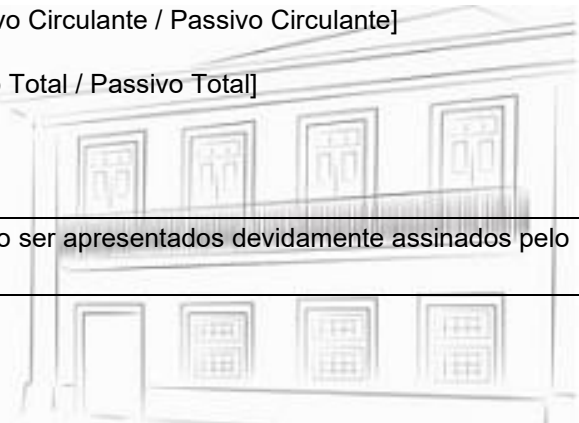 vo Circulante / Passivo Circulante]
Total / Passivo Total]
o ser apresentados devidamente assinados pelo